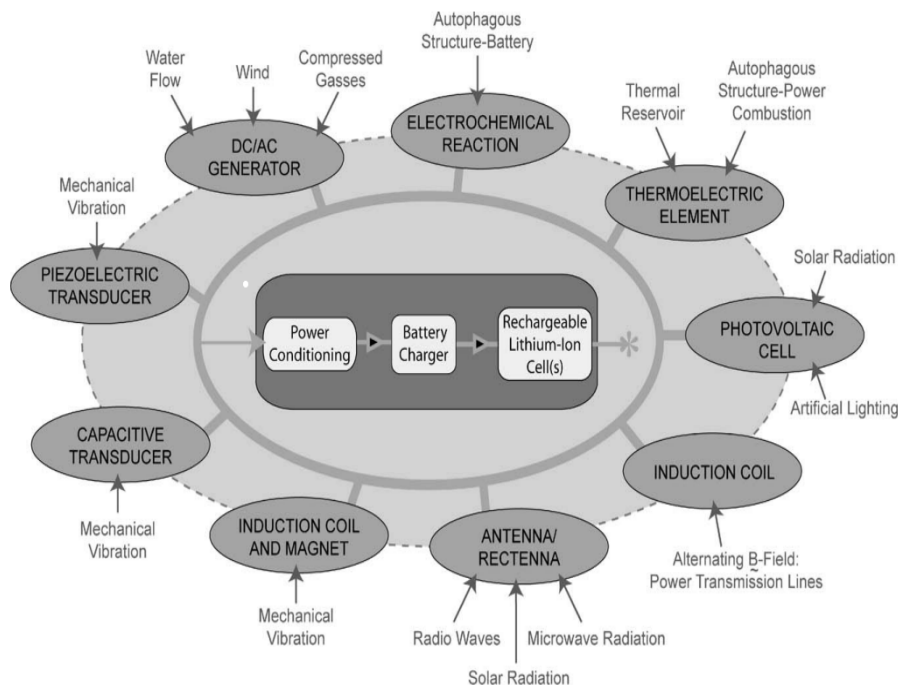 Autophagous
Structure-Battery
Water
Flow
Wind
Compressed
Gasses
Thermal
Reservoir
Autophagous
Structure-Power
Combustion
DC/AC
GENERATOR
ELECTROCHEMICAL
REACTION
THERMOELECTRIC
ELEMENT
Mechanical
Vibration
PIEZOELECTRIC
TRANSDUCER
Solar Radiation
PHOTOVOLTAIC
CELL
Artificial Lighting
Power
Conditioning
Battery
Charger
Rechargeable
Lithium-Ion
Cell(s)
*
CAPACITIVE
TRANSDUCER
Mechanical
Vibration
INDUCTION COIL
AND MAGNET
Mechanical
Vibration
ANTENNA/
RECTENNA
Radio Waves
Solar Radiation
Microwave Radiation
INDUCTION COIL
Alternating B̰-Field:
Power Transmission Lines